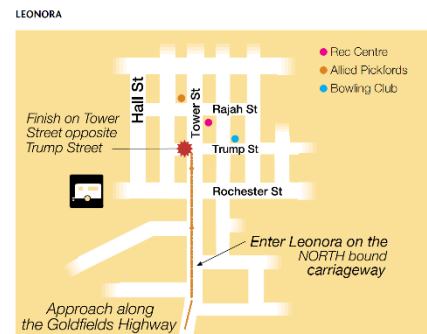 LEONORA
Rec Centre
Allied Pickfords
Bowling Club
Hall St
Tower St
Rajah St
Finish on Tower
Street opposite
Trump Street
Trump St
Rochester St
Enter Leonora on the
NORTH bound
carriageway
Approach along
the Goldfields Highway